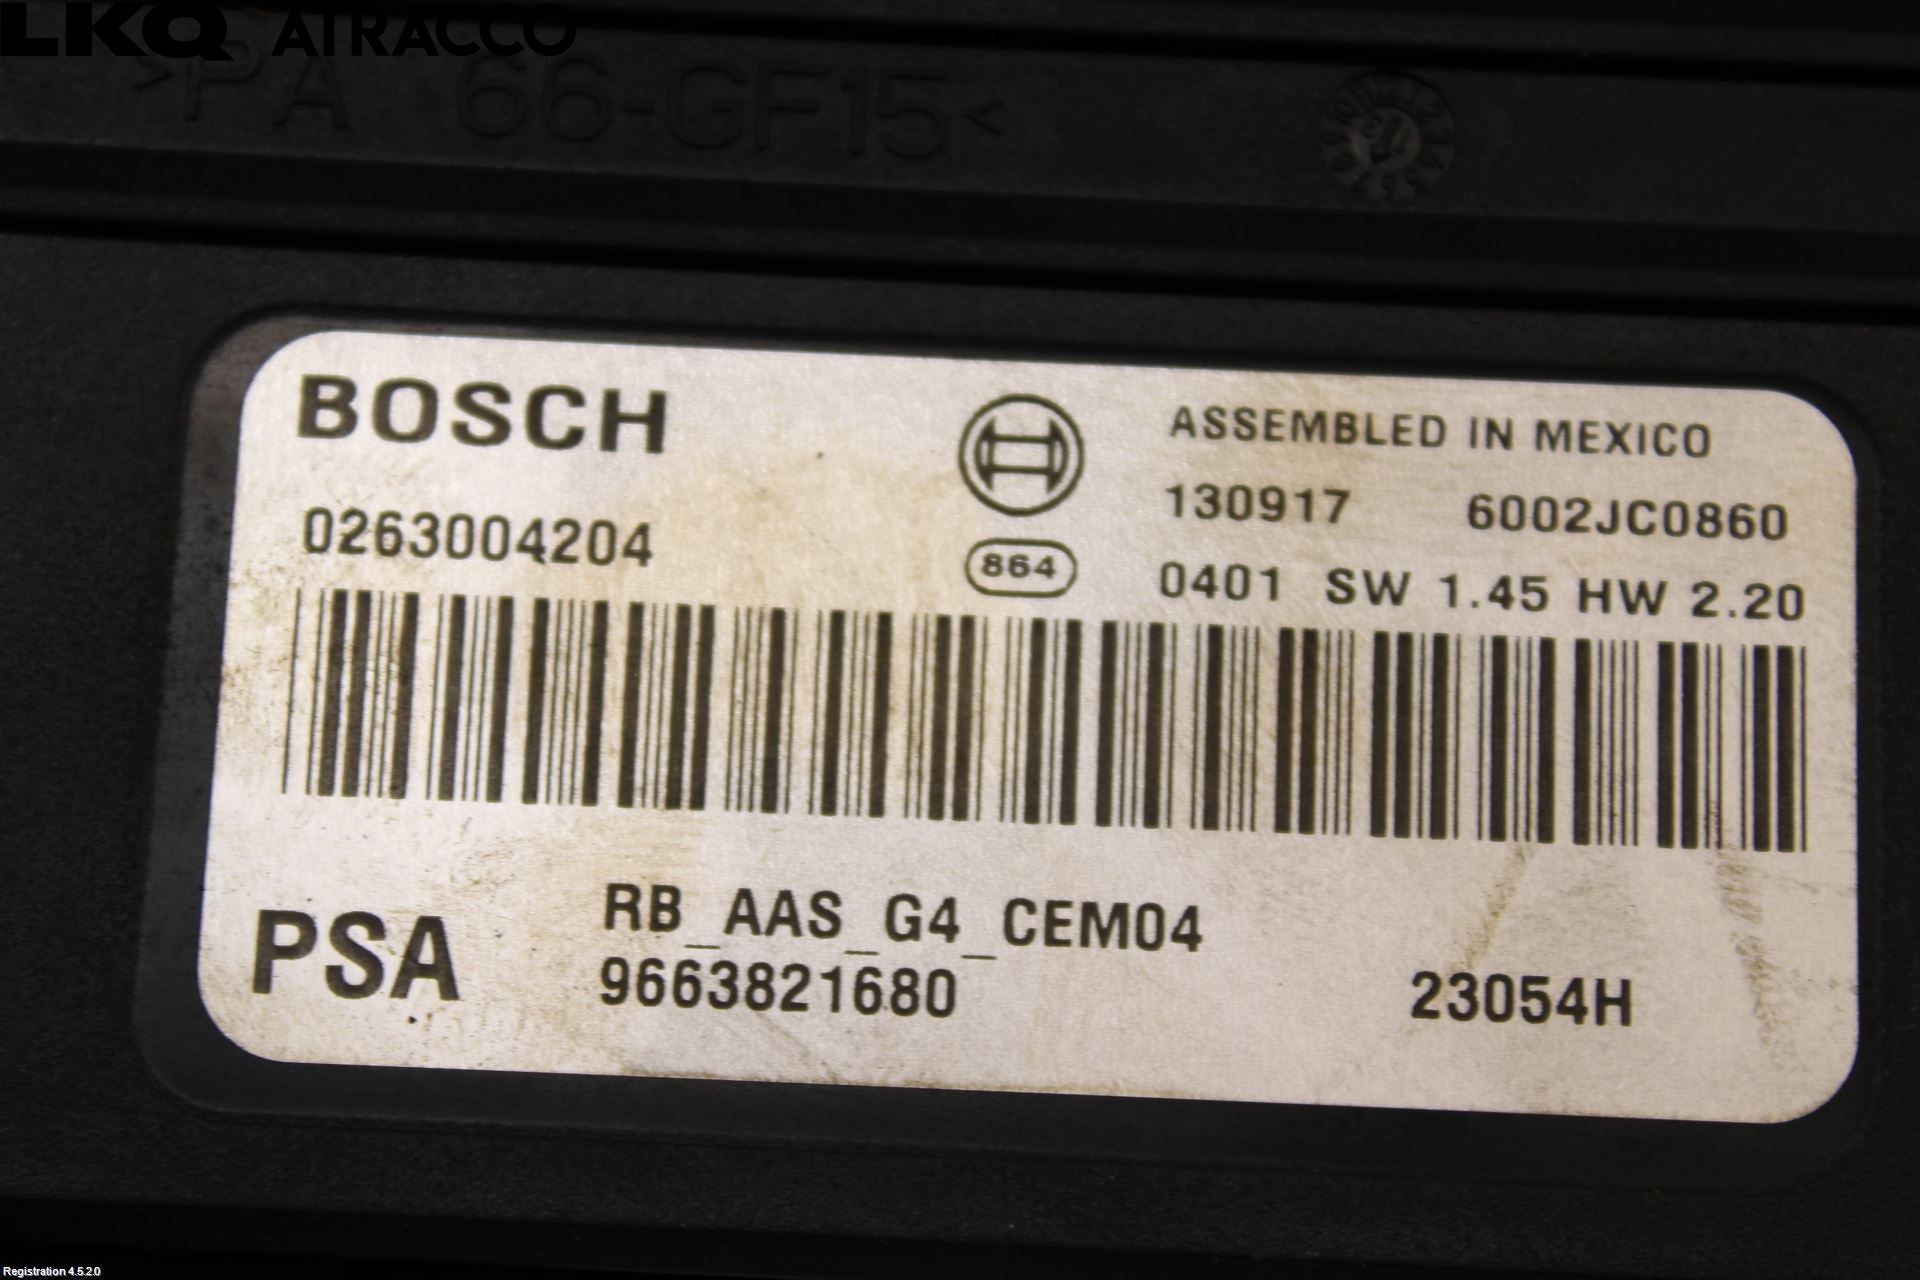 LKQ ATRACCO
>PA 66-GF15<
BOSCH
ASSEMBLED IN MEXICO
0263004204
130917 6002JC0860
864
0401 SW 1.45 HW 2.20
PSA
RB_AAS_G4_CEM04
9663821680
23054H
Registration 4.5.2.0